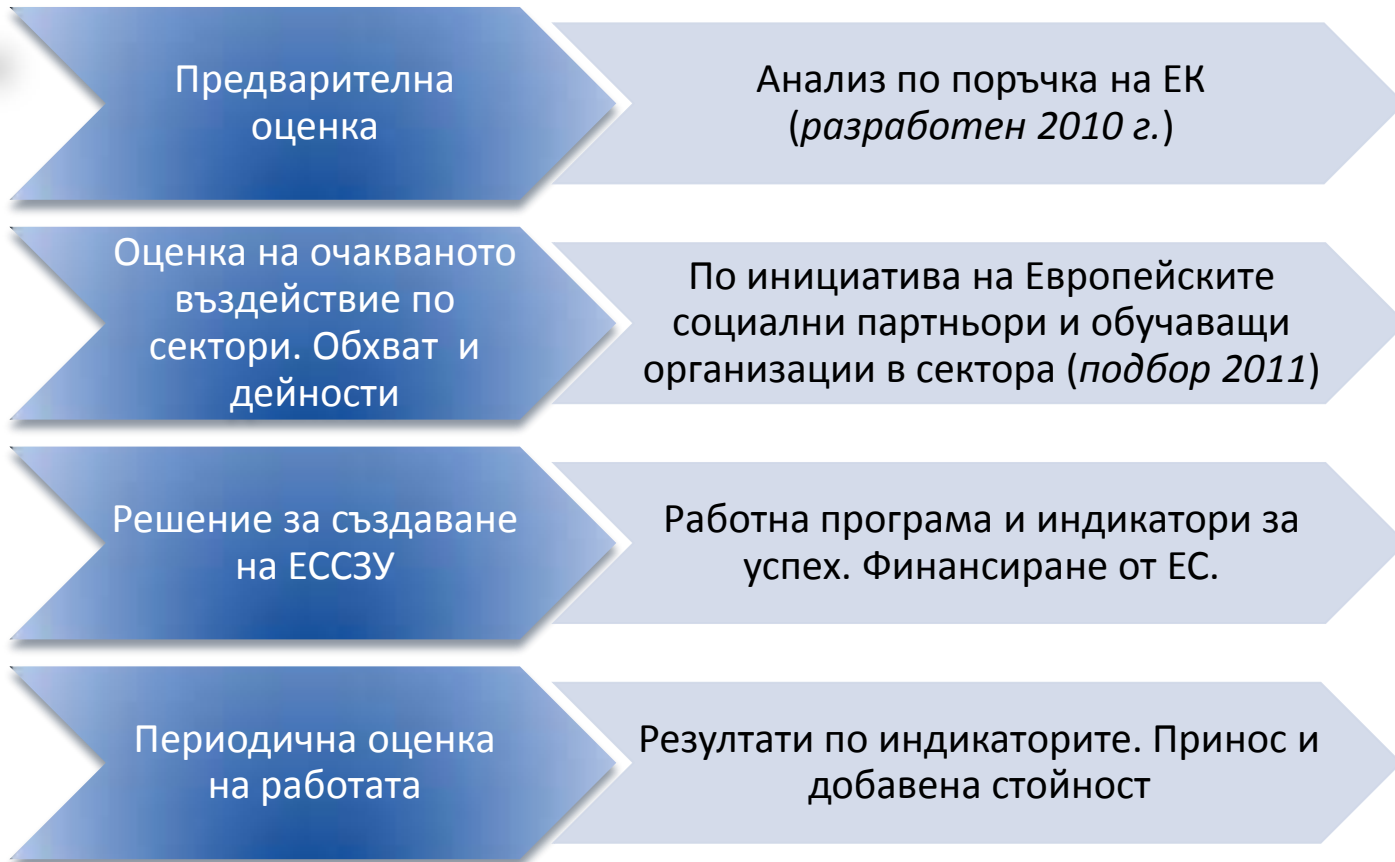 Предварителна
оценка
Анализ по поръчка на ЕК
(разработен 2010 г.)
Оценка на очакваното
въздействие по
сектори. Обхват и
дейности
По инициатива на Европейските
социални партньори и обучаващи
организации в сектора (подбор 2011)
Решение за създаване
на ЕССЗУ
Работна програма и индикатори за
успех. Финансиране от ЕС.
Периодична оценка
на работата
Резултати по индикаторите. Принос и
добавена стойност